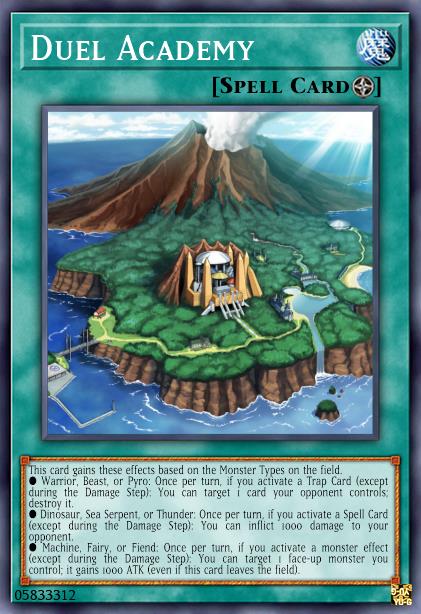 DUEL ACADEMY
魔
[SPELL CARD]
This card gains these effects based on the Monster Types on the field.
● Warrior, Beast, or Pyro: Once per turn, if you activate a Trap Card (except
during the Damage Step): You can target 1 card your opponent controls;
destroy it.
● Dinosaur, Sea Serpent, or Thunder: Once per turn, if you activate a Spell Card
(except during the Damage Step): You can inflict 1000 damage to your
opponent.
● Machine, Fairy, or Fiend: Once per turn, if you activate a monster effect
(except during the Damage Step): You can target 1 face-up monster you
control; it gains 1000 ATK (even if this card leaves the field).
05833312